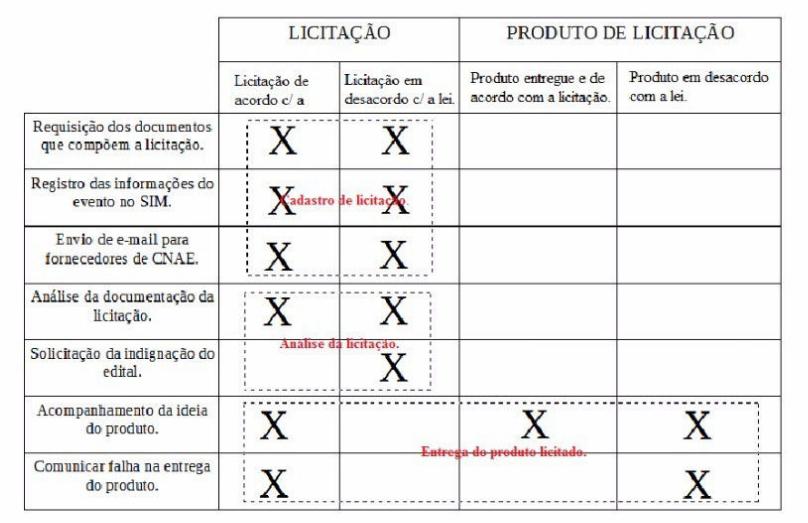 LICITAÇÃO PRODUTO DE LICITAÇÃO
Licitação de
acordo c/ a
Licitação em
desacordo c/ a lei.
Produto entregue e de
acordo com a licitação.
Produto em desacordo
com a lei.
Requisição dos documentos
que compõem a licitação.
X X
Registro das informações do
evento no SIM.
X X
Cadastro de licitação.
Envio de e-mail para
fornecedores de CNAE.
X X
Análise da documentação da
licitação.
X X
Análise da licitação.
Solicitação da indignação do
edital.
X
Acompanhamento da ideia
do produto.
X X X
Entrega do produto licitado.
Comunicar falha na entrega
do produto.
X X